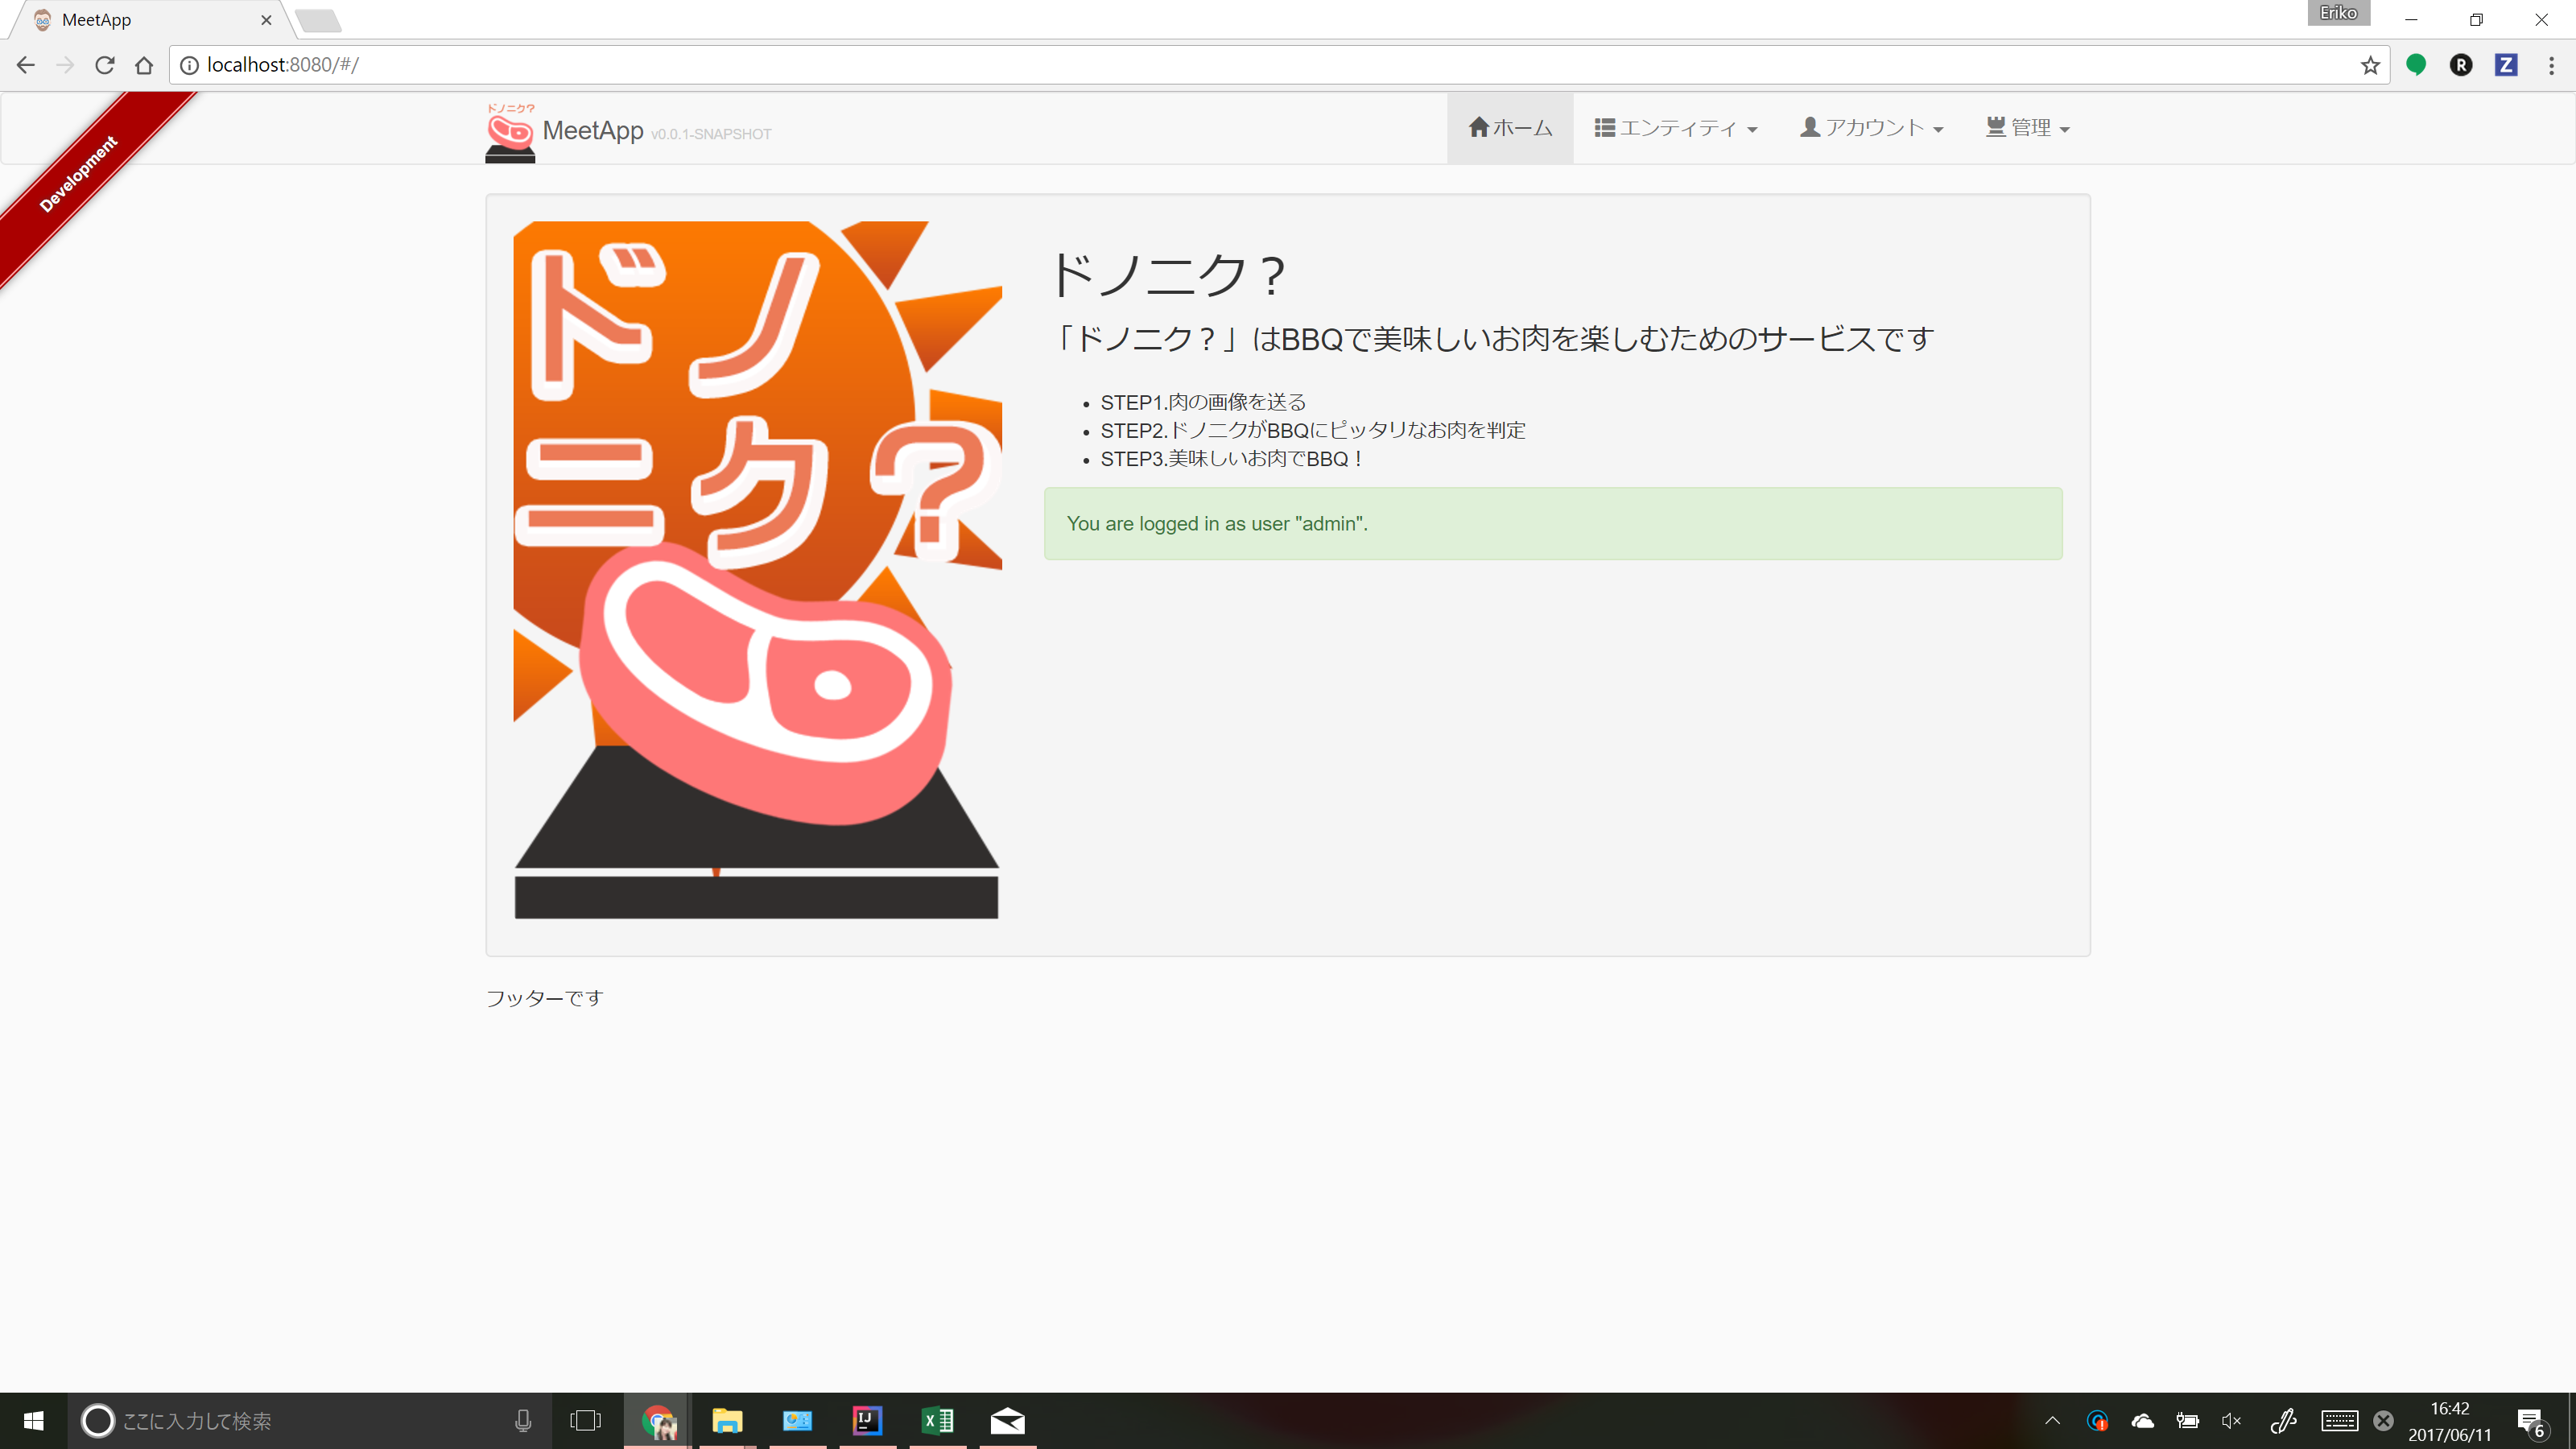 MeetApp
Eriko
localhost:8080/#/
R
Z
Development
ドノニク?
MeetApp v0.0.1-SNAPSHOT
ホーム
エンティティ
アカウント
管理
ドノ
ニク?
ドノニク？
「ドノニク？」はBBQで美味しいお肉を楽しむためのサービスです
STEP1.肉の画像を送る
STEP2.ドノニクがBBQにピッタリなお肉を判定
STEP3.美味しいお肉でBBQ！
You are logged in as user "admin".
フッターです
ここに入力して検索
IJ
X
16:42
2017/06/11
6